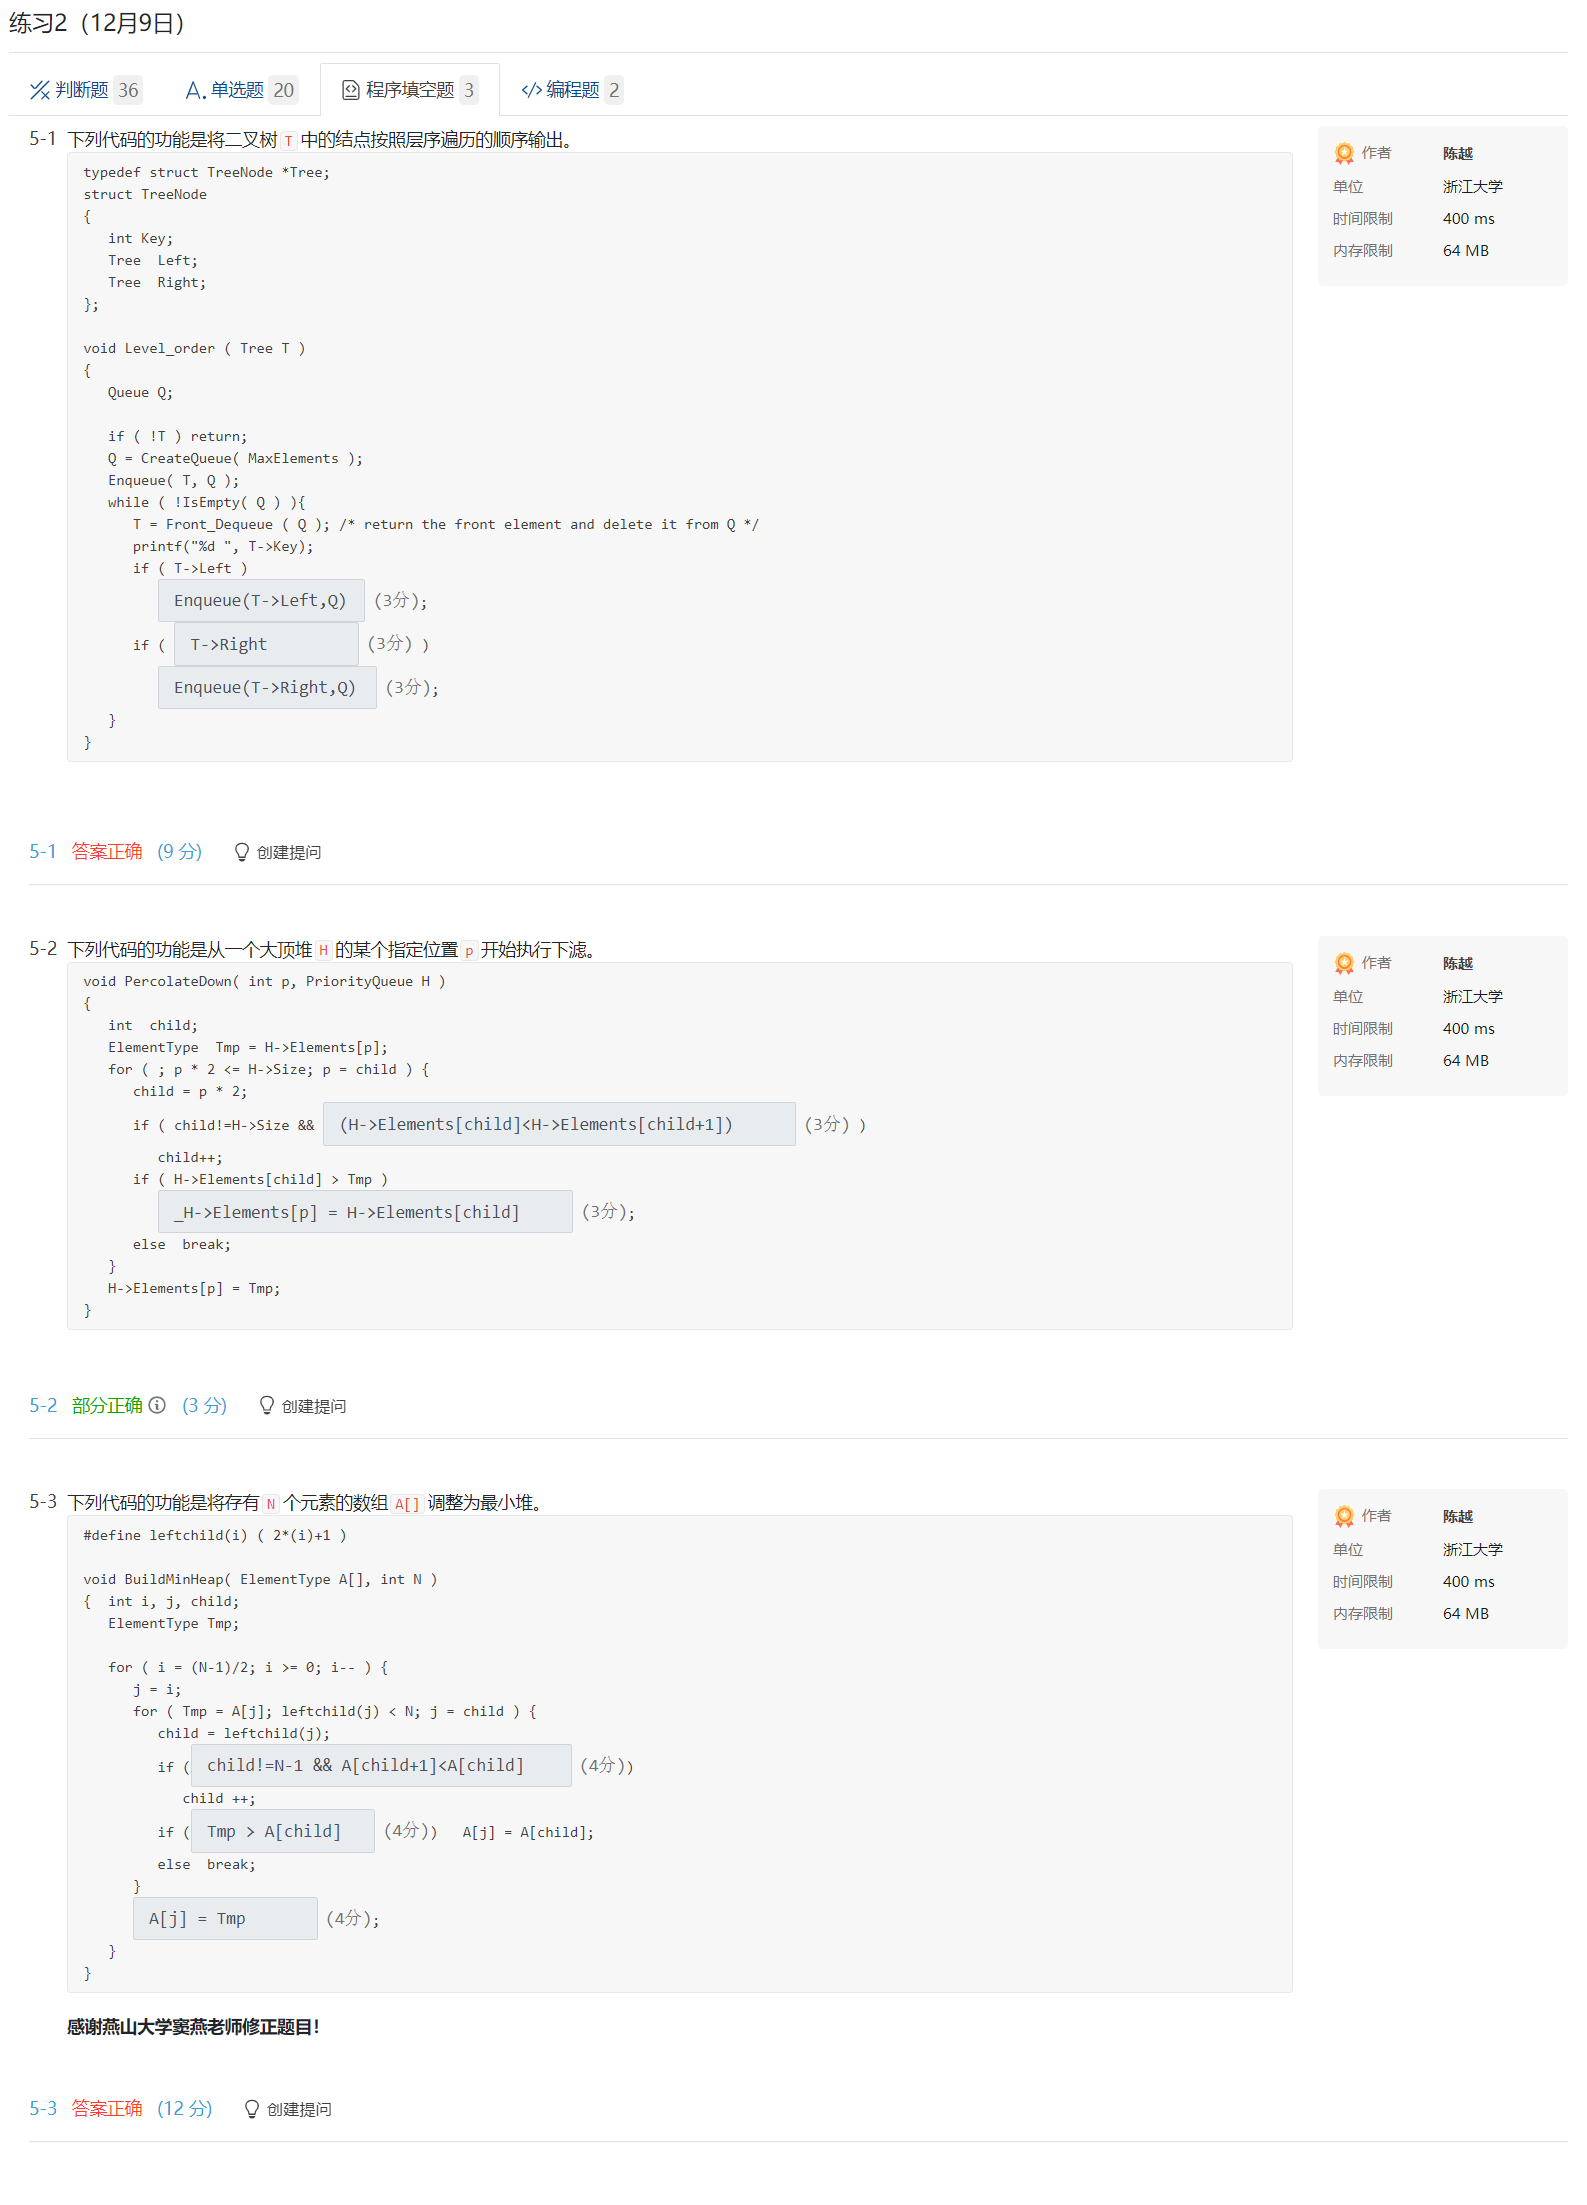 练习2（12月9日）
判断题 36 单选题 20 程序填空题 3 编程题 2
5-1 下列代码的功能是将二叉树 T 中的结点按照层序遍历的顺序输出。
typedef struct TreeNode *Tree;
struct TreeNode
{
   int Key;
   Tree  Left;
   Tree  Right;
};
void Level_order ( Tree T )
{
   Queue Q;
   if ( !T ) return;
   Q = CreateQueue( MaxElements );
   Enqueue( T, Q );
   while ( !IsEmpty( Q ) ){
      T = Front_Dequeue ( Q ); /* return the front element and delete it from Q */
      printf("%d ", T->Key);
      if ( T->Left )
         Enqueue(T->Left,Q) (3分);
      if ( T->Right (3分) )
         Enqueue(T->Right,Q) (3分);
   }
}
作者 陈越
单位 浙江大学
时间限制 400 ms
内存限制 64 MB
5-1 答案正确 (9 分) 创建提问
5-2 下列代码的功能是从一个大顶堆 H 的某个指定位置 p 开始执行下滤。
void PercolateDown( int p, PriorityQueue H )
{
   int  child;
   ElementType  Tmp = H->Elements[p];
   for ( ; p * 2 <= H->Size; p = child ) {
      child = p * 2;
      if ( child!=H->Size && (H->Elements[child]<H->Elements[child+1]) (3分) )
         child++;
      if ( H->Elements[child] > Tmp )
         _H->Elements[p] = H->Elements[child] (3分);
      else  break;
   }
   H->Elements[p] = Tmp;
}
作者 陈越
单位 浙江大学
时间限制 400 ms
内存限制 64 MB
5-2 部分正确 (3 分) 创建提问
5-3 下列代码的功能是将存有 N 个元素的数组 A[] 调整为最小堆。
#define leftchild(i) ( 2*(i)+1 )
void BuildMinHeap( ElementType A[], int N )
{  int i, j, child;
   ElementType Tmp;
   for ( i = (N-1)/2; i >= 0; i-- ) {
      j = i;
      for ( Tmp = A[j]; leftchild(j) < N; j = child ) {
         child = leftchild(j);
         if ( child!=N-1 && A[child+1]<A[child] (4分))
            child ++;
         if ( Tmp > A[child] (4分))   A[j] = A[child];
         else  break;
      }
      A[j] = Tmp (4分);
   }
}
感谢燕山大学窦燕老师修正题目！
作者 陈越
单位 浙江大学
时间限制 400 ms
内存限制 64 MB
5-3 答案正确 (12 分) 创建提问